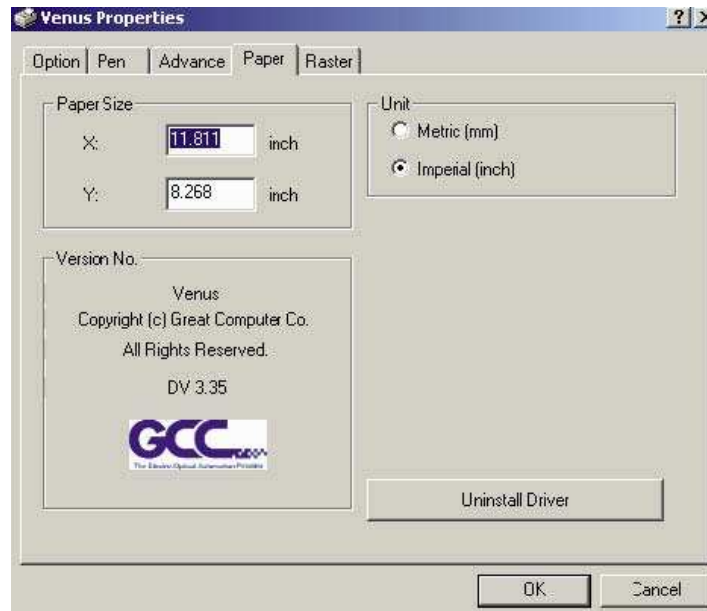 Venus Properties
Option Pen Advance Paper Raster
Paper Size
X: 11.811 inch
Y: 8.268 inch
Unit
Metric (mm)
Imperial (inch)
Version No.
Venus
Copyright (c) Great Computer Co.
All Rights Reserved.
DV 3.35
GCC
Uninstall Driver
OK Cancel